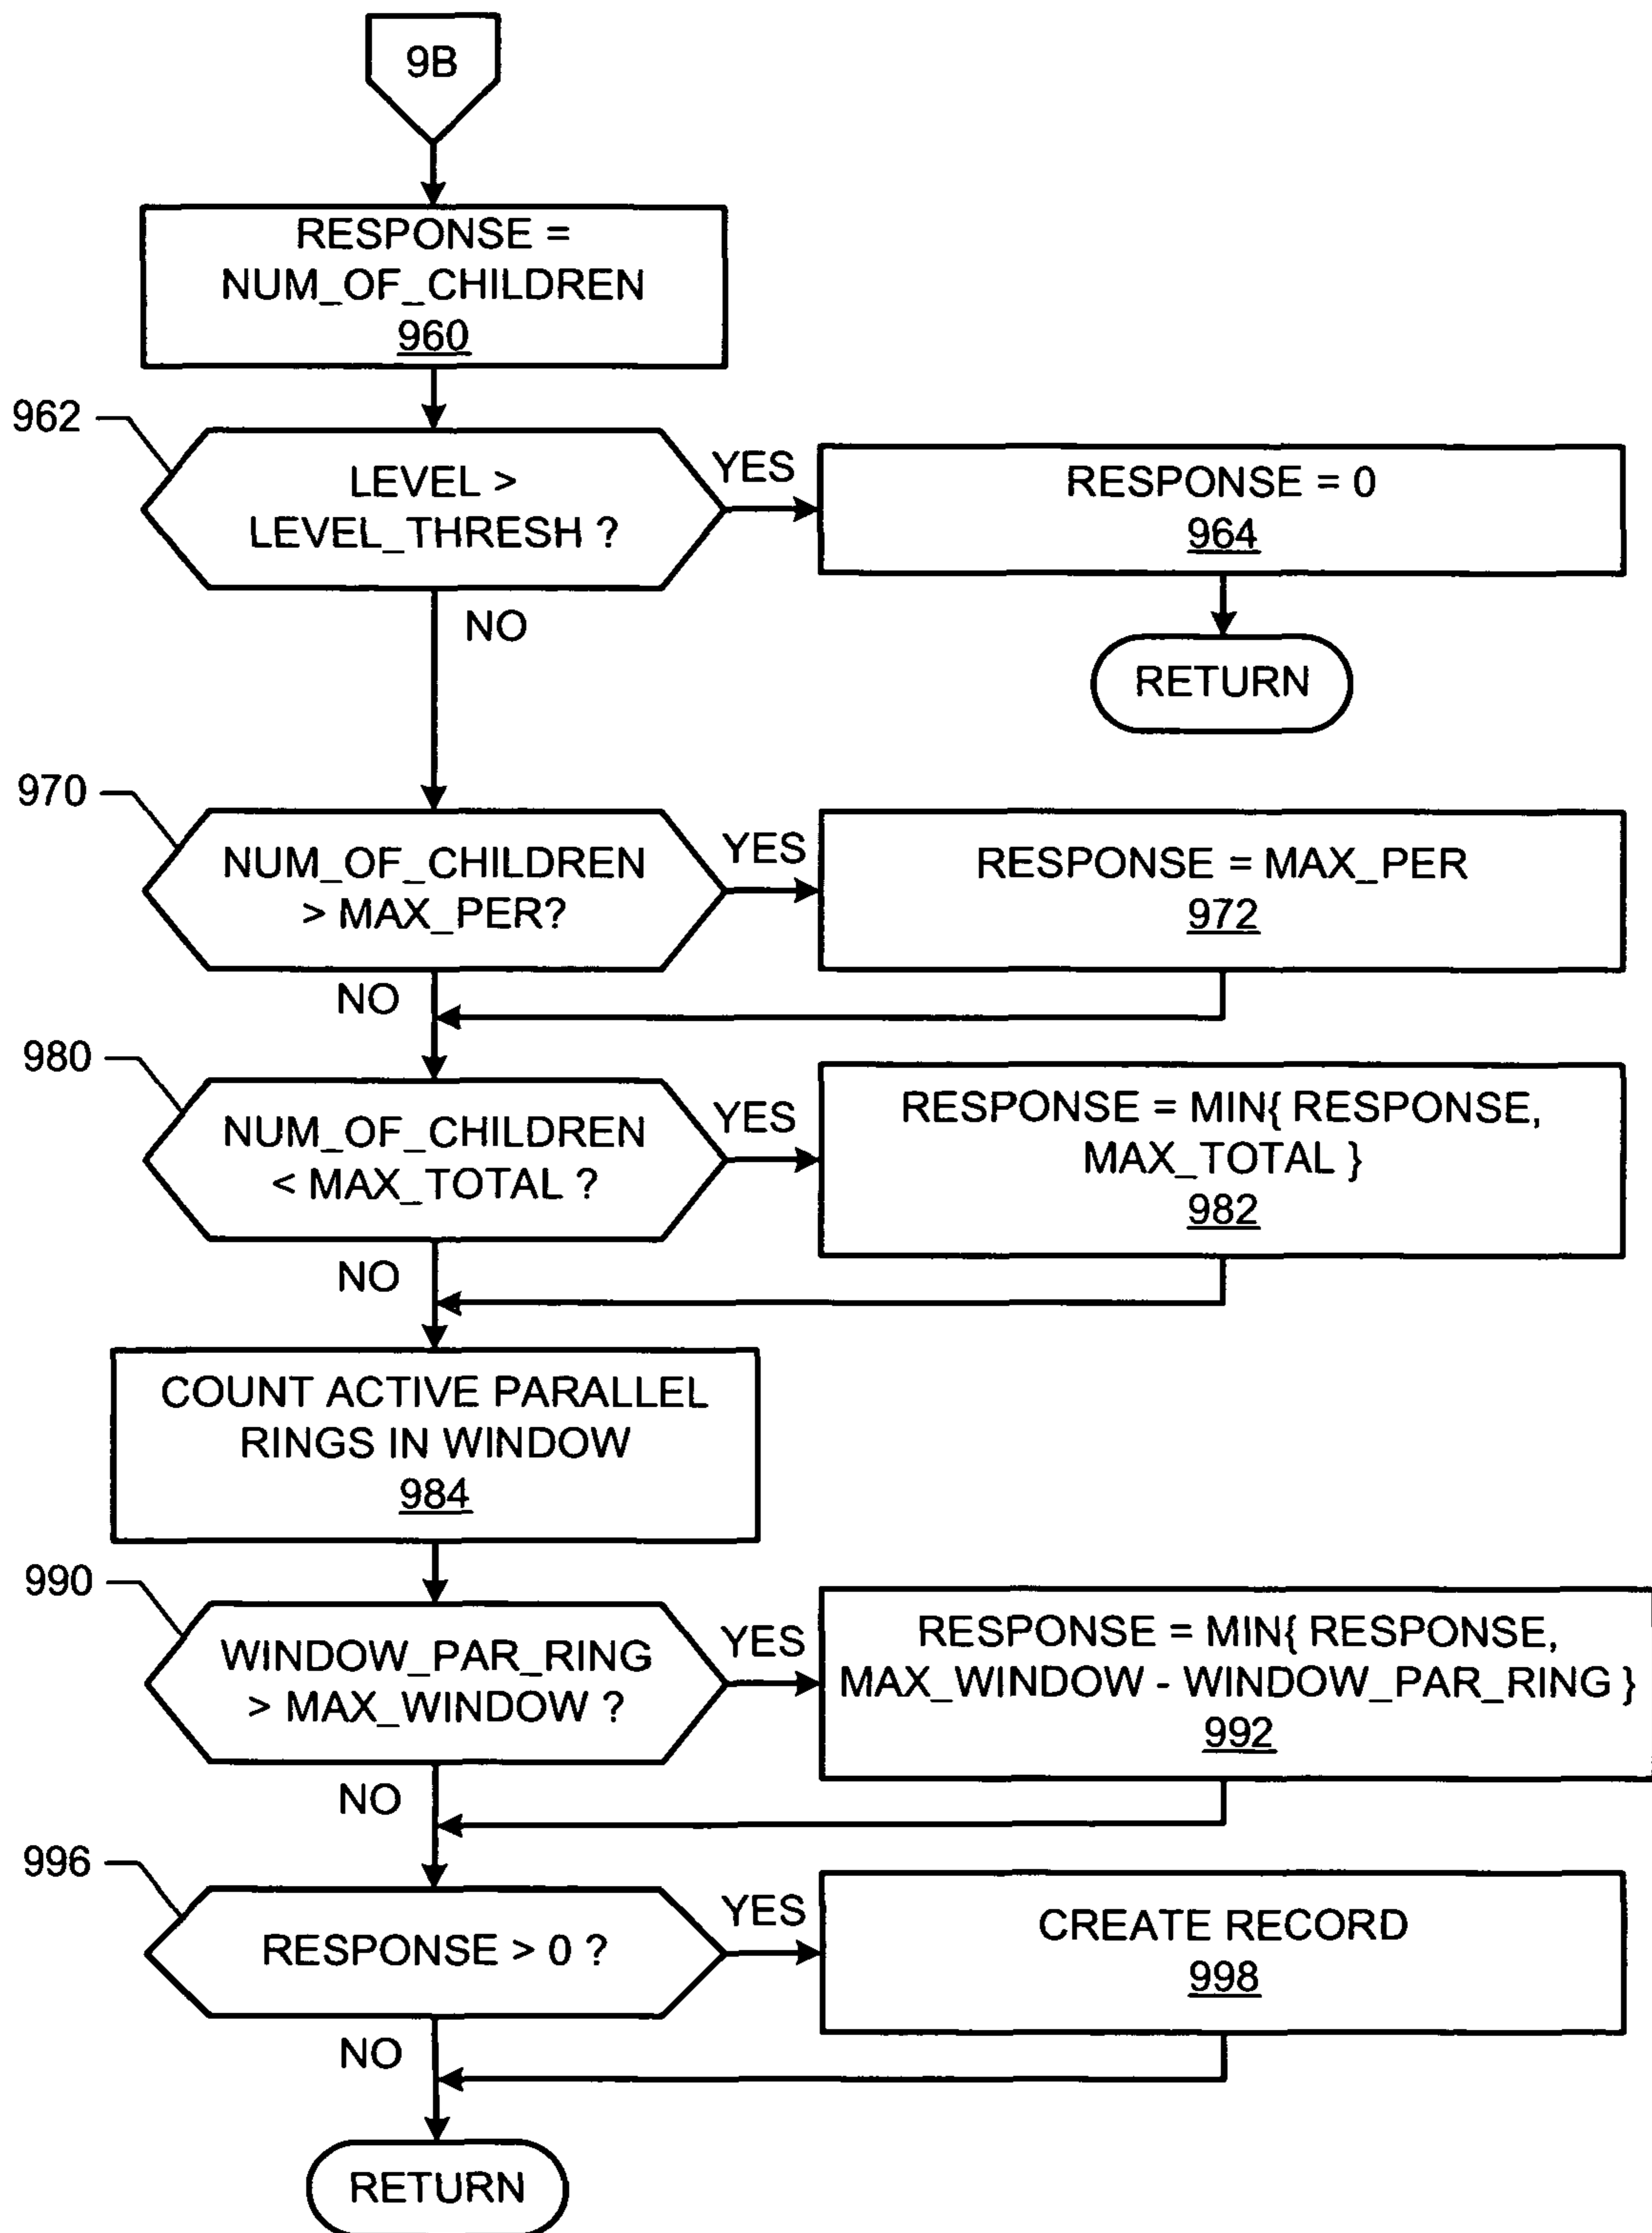 9B
RESPONSE =
NUM_OF_CHILDREN
960
962
LEVEL >
LEVEL_THRESH ?
YES
RESPONSE = 0
964
NO
RETURN
970
NUM_OF_CHILDREN
> MAX_PER?
YES
RESPONSE = MAX_PER
972
NO
980
NUM_OF_CHILDREN
< MAX_TOTAL ?
YES
RESPONSE = MIN{ RESPONSE,
MAX_TOTAL }
982
NO
COUNT ACTIVE PARALLEL
RINGS IN WINDOW
984
990
WINDOW_PAR_RING
> MAX_WINDOW ?
YES
RESPONSE = MIN{ RESPONSE,
MAX_WINDOW - WINDOW_PAR_RING }
992
NO
996
RESPONSE > 0 ?
YES
CREATE RECORD
998
NO
RETURN